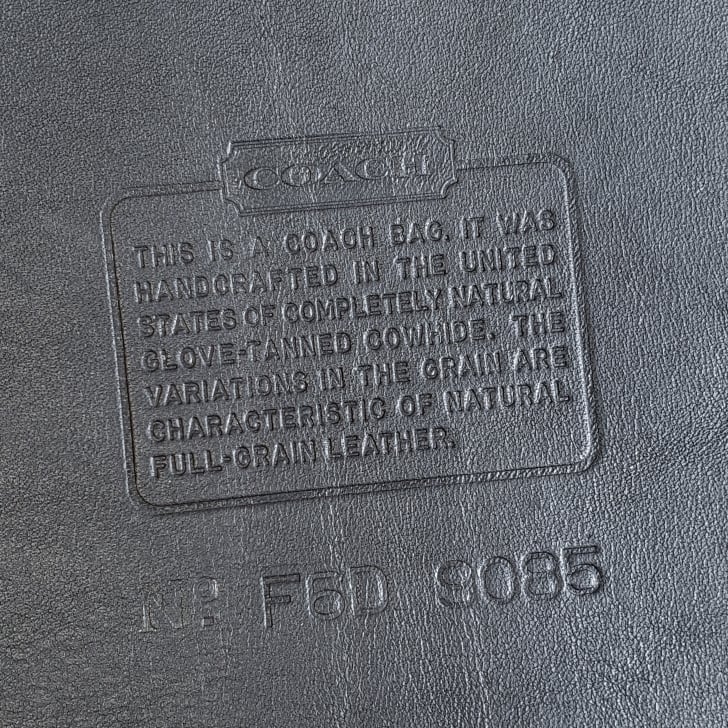 COACH
THIS IS A COACH BAG. IT WAS
HANDCRAFTED IN THE UNITED
STATES OF COMPLETELY NATURAL
GLOVE-TANNED COWHIDE. THE
VARIATIONS IN THE GRAIN ARE
CHARACTERISTIC OF NATURAL
FULL-GRAIN LEATHER.
Nº F6D 9085